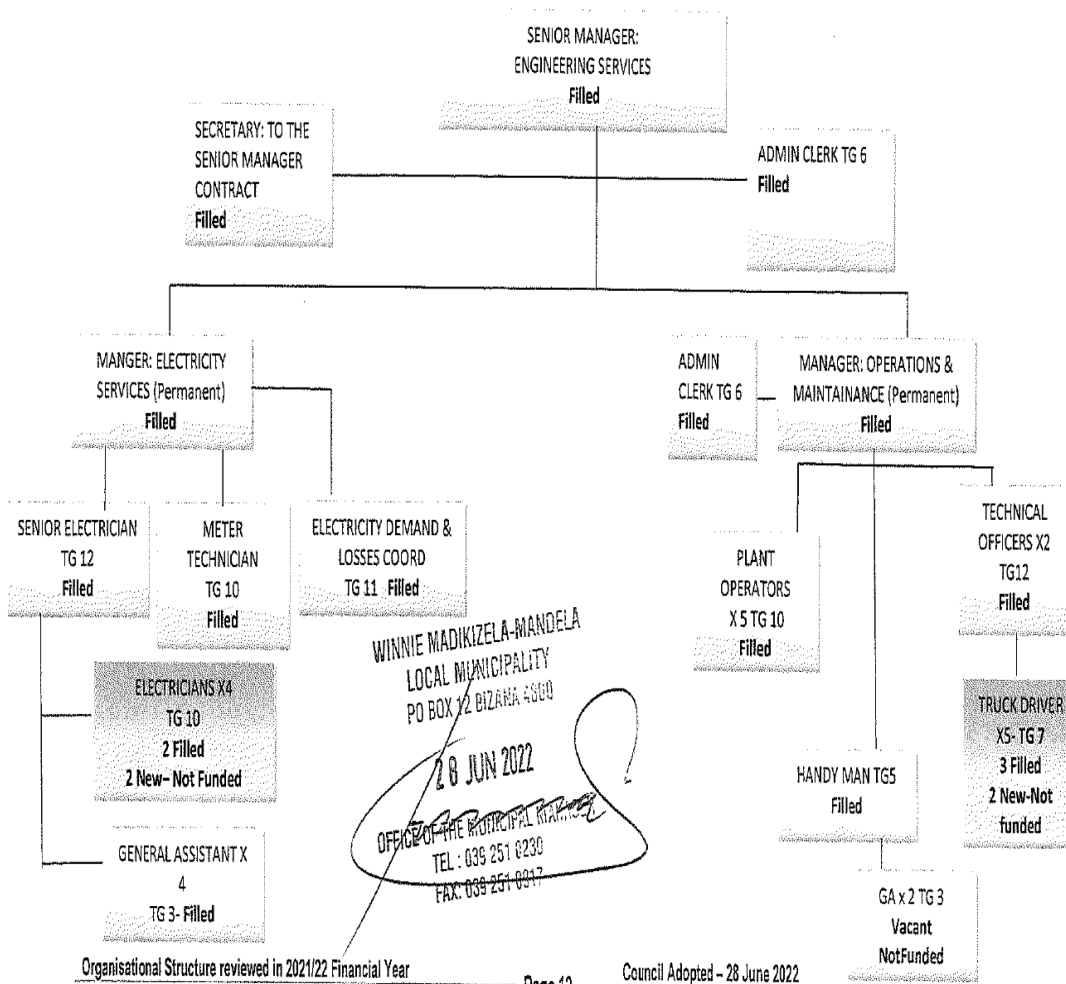 SENIOR MANAGER:
ENGINEERING SERVICES
Filled
SECRETARY: TO THE
SENIOR MANAGER
CONTRACT
Filled
ADMIN CLERK TG 6
Filled
MANGER: ELECTRICITY
SERVICES (Permanent)
Filled
ADMIN
CLERK TG 6
Filled
MANAGER: OPERATIONS &
MAINTAINANCE (Permanent)
Filled
SENIOR ELECTRICIAN
TG 12
Filled
METER
TECHNICIAN
TG 10
Filled
ELECTRICITY DEMAND &
LOSSES COORD
TG 11 Filled
PLANT
OPERATORS
X 5 TG 10
Filled
TECHNICAL
OFFICERS X2
TG12
Filled
ELECTRICIANS X4
TG 10
2 Filled
2 New– Not Funded
TRUCK DRIVER
X5- TG 7
3 Filled
2 New-Not
funded
HANDY MAN TG5
Filled
GENERAL ASSISTANT X
4
TG 3- Filled
GA x 2 TG 3
Vacant
NotFunded
WINNIE MADIKIZELA-MANDELA
LOCAL MUNICIPALITY
PO BOX 12 BIZANA 4800
28 JUN 2022
OFFICE OF THE MUNICIPAL
TEL : 039 251 0230
FAX: 039 251 0917
Organisational Structure reviewed in 2021/22 Financial Year
Page 12
Council Adopted – 28 June 2022